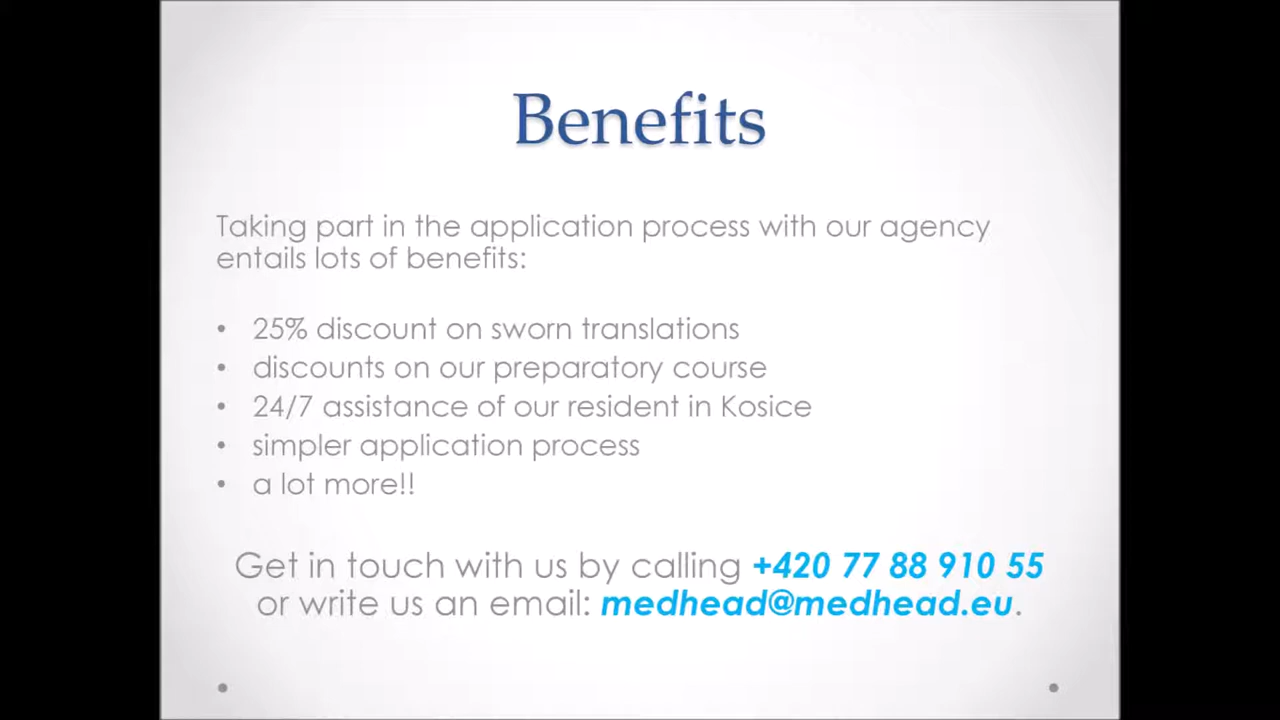 Benefits
Taking part in the application process with our agency
entails lots of benefits:
• 25% discount on sworn translations
• discounts on our preparatory course
• 24/7 assistance of our resident in Kosice
• simpler application process
• a lot more!!
Get in touch with us by calling +420 77 88 910 55
or write us an email: medhead@medhead.eu.